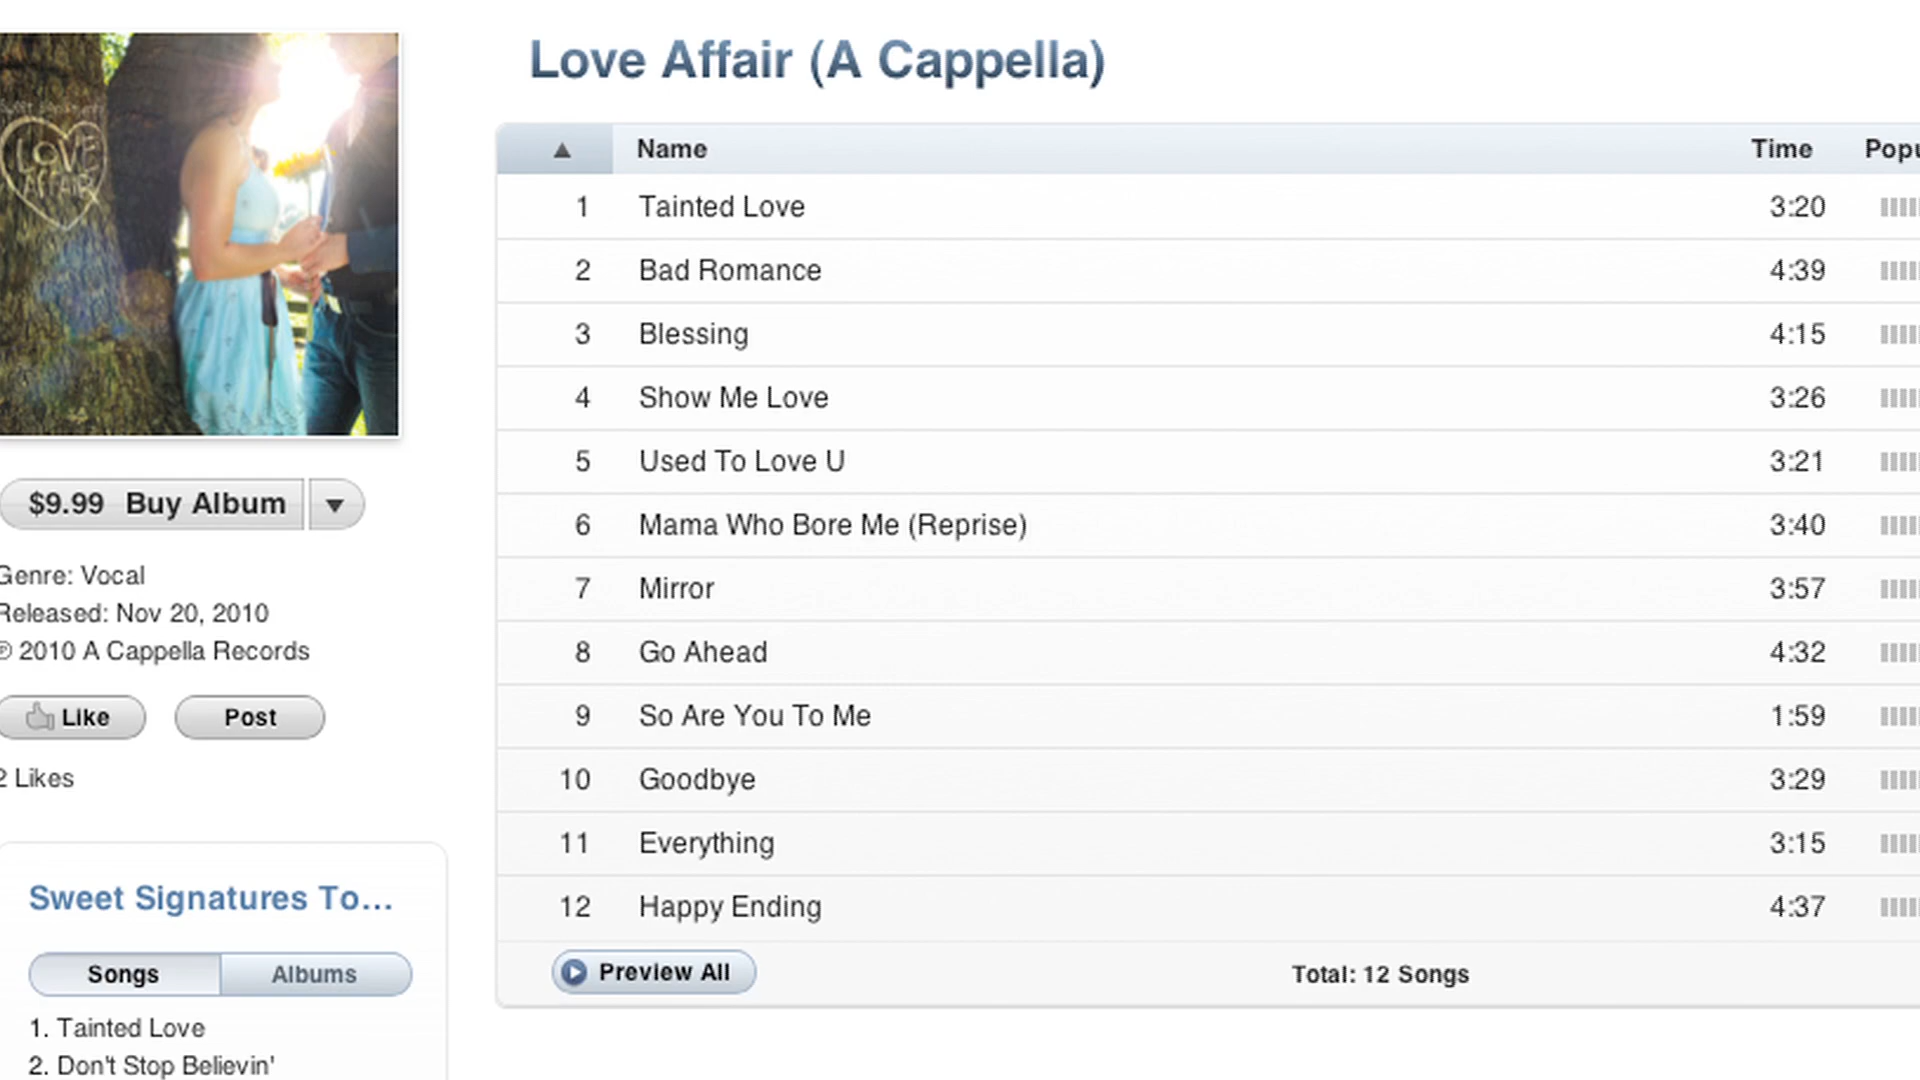 Love Affair (A Cappella)
LOVE
AFFAIR
Name Time Popu
1 Tainted Love 3:20
2 Bad Romance 4:39
3 Blessing 4:15
4 Show Me Love 3:26
5 Used To Love U 3:21
6 Mama Who Bore Me (Reprise) 3:40
7 Mirror 3:57
8 Go Ahead 4:32
9 So Are You To Me 1:59
10 Goodbye 3:29
11 Everything 3:15
12 Happy Ending 4:37
Preview All Total: 12 Songs
$9.99 Buy Album
Genre: Vocal
Released: Nov 20, 2010
℗ 2010 A Cappella Records
Like Post
2 Likes
Sweet Signatures To...
Songs Albums
1. Tainted Love
2. Don't Stop Believin'